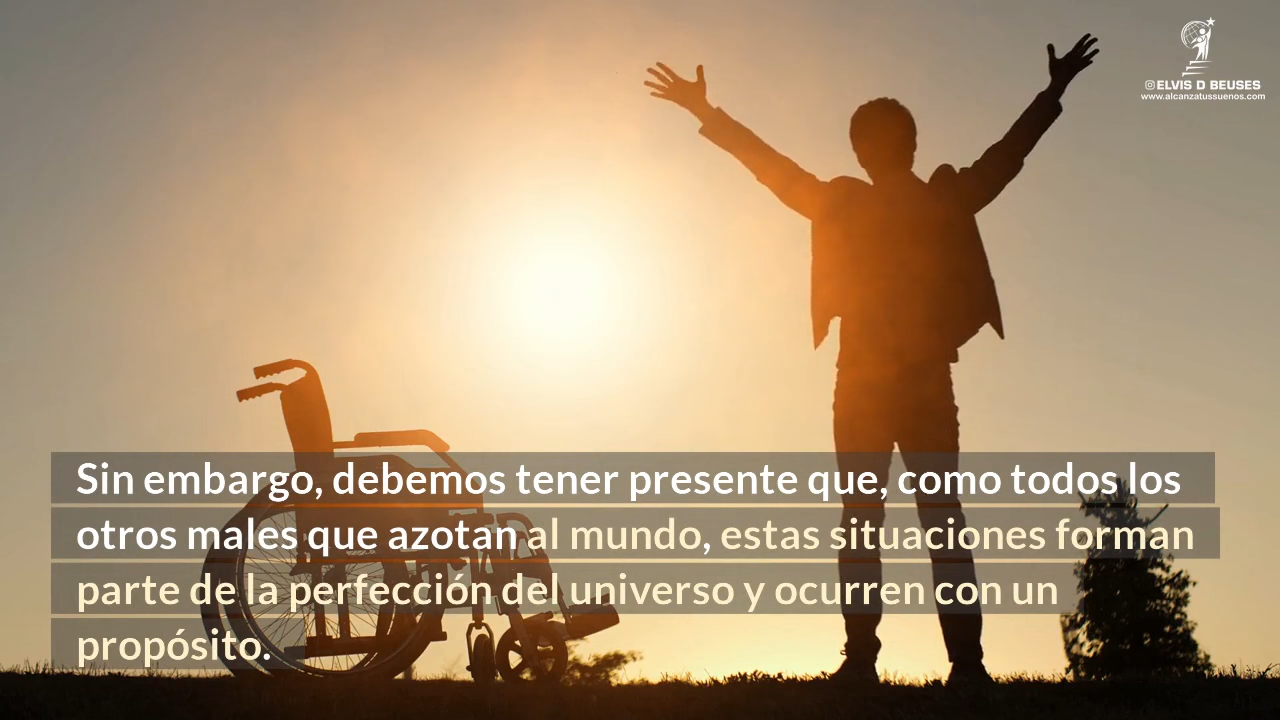 ELVIS D BEUSES
www.alcanzatussuenos.com
Sin embargo, debemos tener presente que, como todos los
otros males que azotan al mundo, estas situaciones forman
parte de la perfección del universo y ocurren con un
propósito.